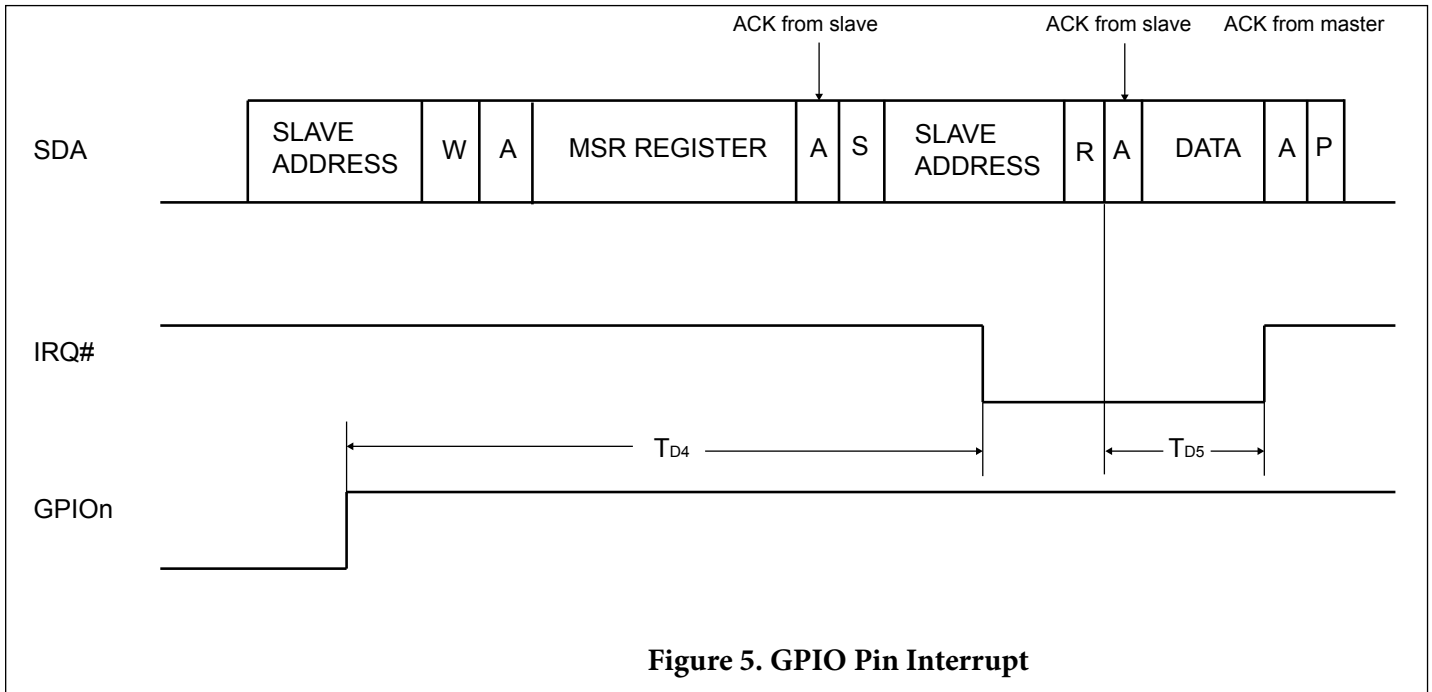 ACK from slave ACK from slave ACK from master
SDA SLAVE ADDRESS W A MSR REGISTER A S SLAVE ADDRESS R A DATA A P
IRQ#
TD4 TD5
GPIOn
Figure 5. GPIO Pin Interrupt